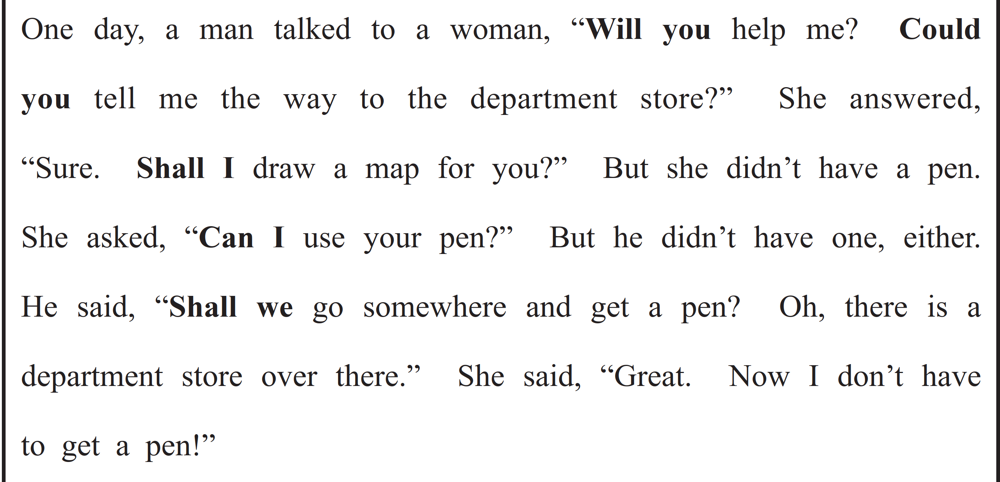 One day, a man talked to a woman, “Will you help me? Could
you tell me the way to the department store?” She answered,
“Sure. Shall I draw a map for you?” But she didn’t have a pen.
She asked, “Can I use your pen?” But he didn’t have one, either.
He said, “Shall we go somewhere and get a pen? Oh, there is a
department store over there.” She said, “Great. Now I don’t have
to get a pen!”